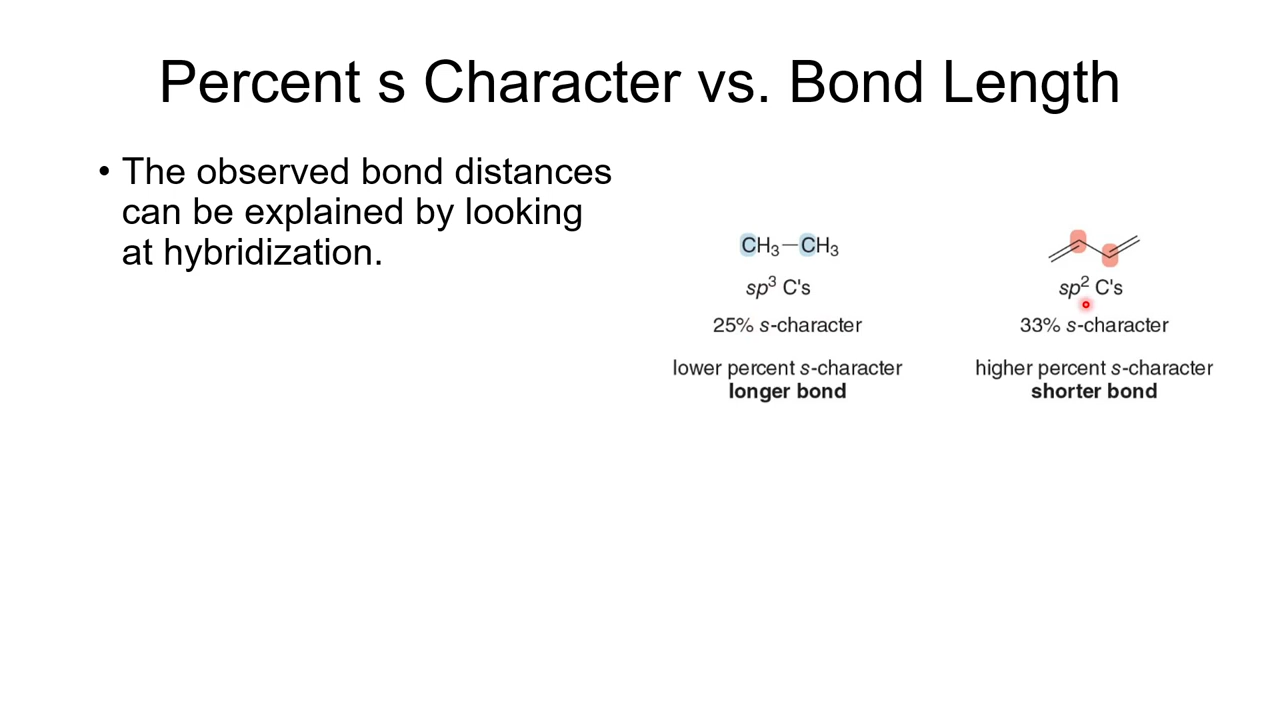 Percent s Character vs. Bond Length
• The observed bond distances
can be explained by looking
at hybridization.
CH₃—CH₃
sp³ C's
25% s-character
lower percent s-character
longer bond
sp² C's
33% s-character
higher percent s-character
shorter bond